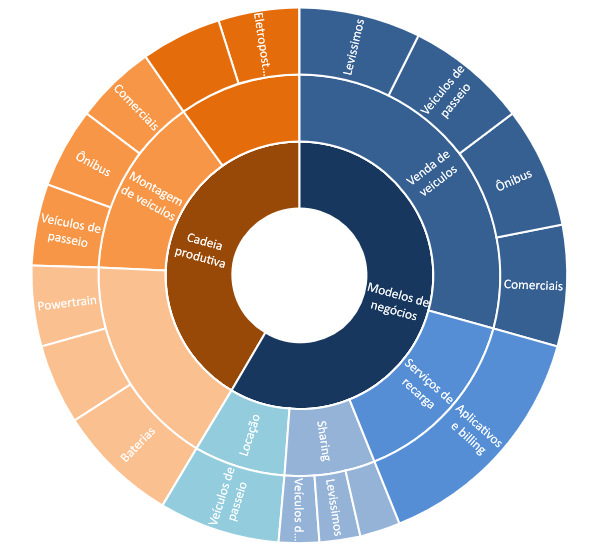 Eletropost...
Levíssimos
Veículos de
passeio
Comerciais
Venda de
veículos
Ônibus
Ônibus
Montagem
de veículos
Veículos de
passeio
Cadeia
produtiva
Modelos de
negócios
Comerciais
Powertrain
Serviços de
recarga
Aplicativos
e billing
Baterias
Locação
Sharing
Veículos de
passeio
Veículos d...
Levíssimos